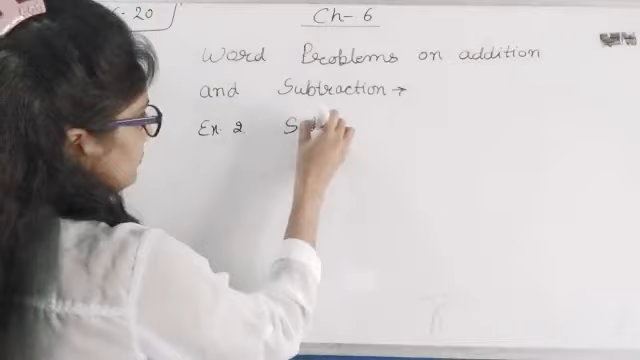 Ch-6
Word Problems on addition
and Subtraction →
Ex. 2